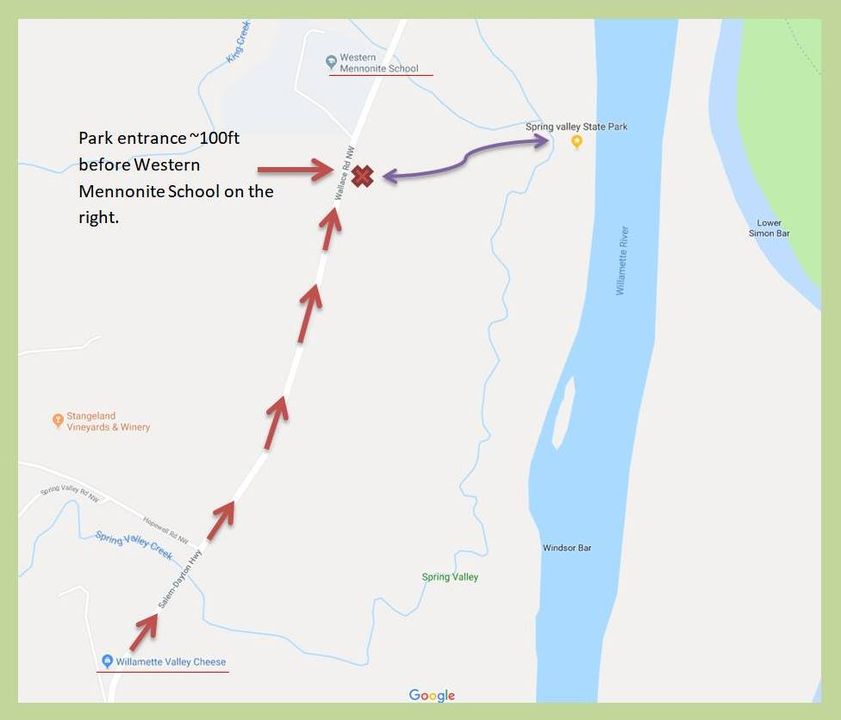 King Creek
Western
Mennonite School
Park entrance ~100ft
before Western
Mennonite School on the
right.
Wallace Rd NW
Spring valley State Park
Lower
Simon Bar
Willamette River
Stangeland
Vineyards & Winery
Spring Valley Rd NW
Hopewell Rd NW
Spring Valley Creek
Salem-Dayton Hwy
Windsor Bar
Spring Valley
Willamette Valley Cheese
Google